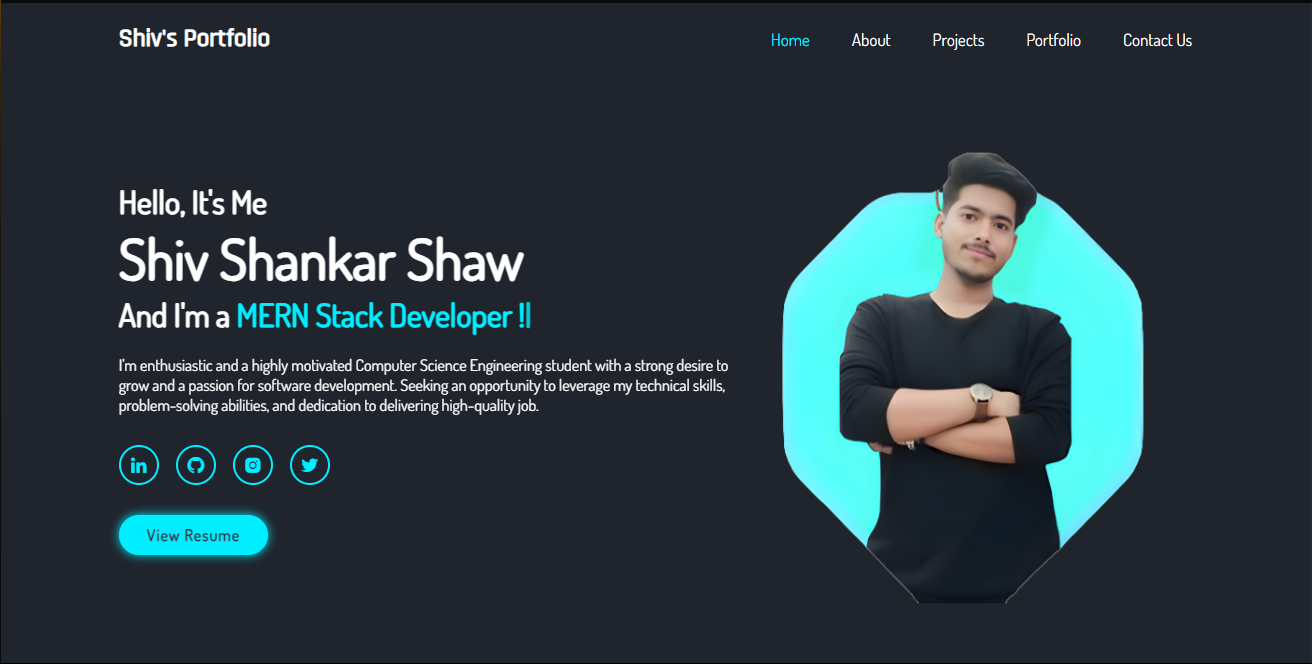 Shiv's Portfolio
Home About Projects Portfolio Contact Us
Hello, It's Me
Shiv Shankar Shaw
And I'm a MERN Stack Developer !|
I'm enthusiastic and a highly motivated Computer Science Engineering student with a strong desire to
grow and a passion for software development. Seeking an opportunity to leverage my technical skills,
problem-solving abilities, and dedication to delivering high-quality job.
in
View Resume